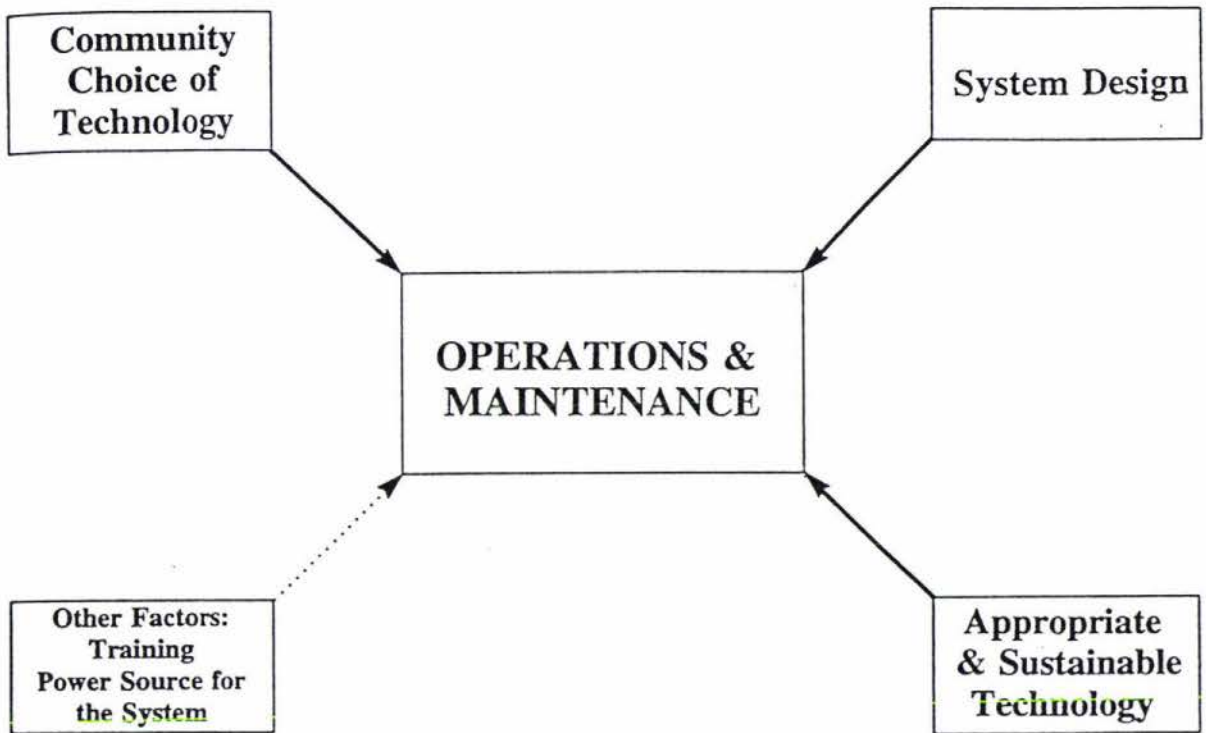 Community
Choice of
Technology
System Design
OPERATIONS &
MAINTENANCE
Other Factors:
Training
Power Source for
the System
Appropriate
& Sustainable
Technology